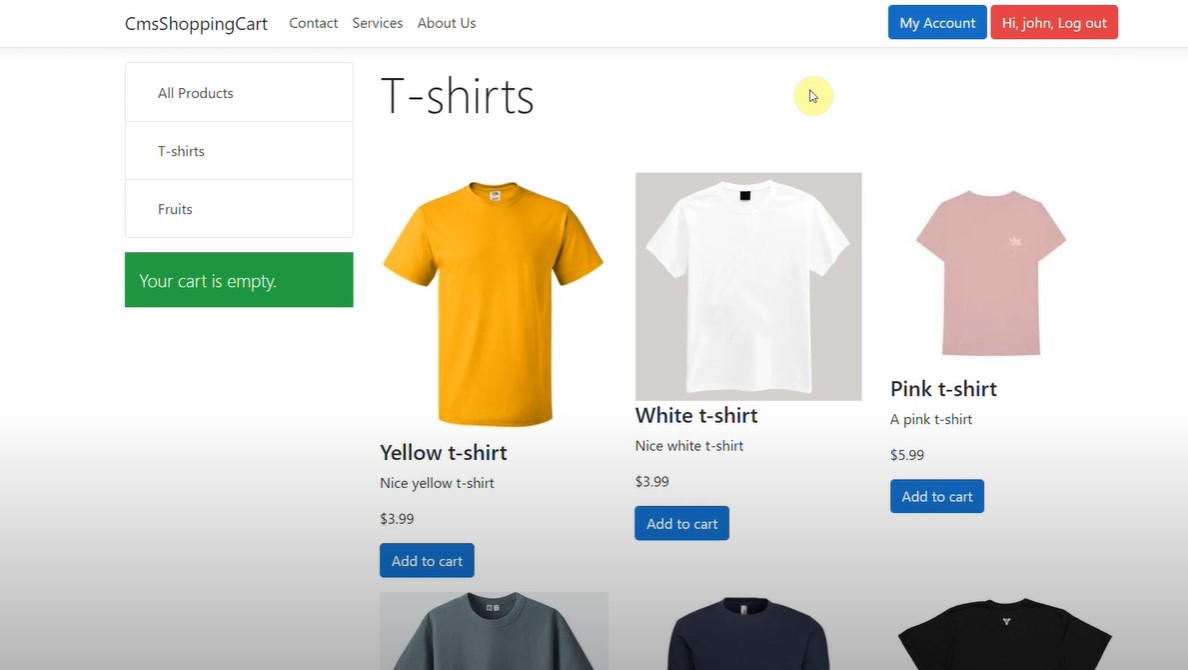 CmsShoppingCart Contact Services About Us My Account Hi, john, Log out
All Products
T-shirts
Fruits
Your cart is empty.
T-shirts
Yellow t-shirt
Nice yellow t-shirt
$3.99
Add to cart
White t-shirt
Nice white t-shirt
$3.99
Add to cart
Pink t-shirt
A pink t-shirt
$5.99
Add to cart